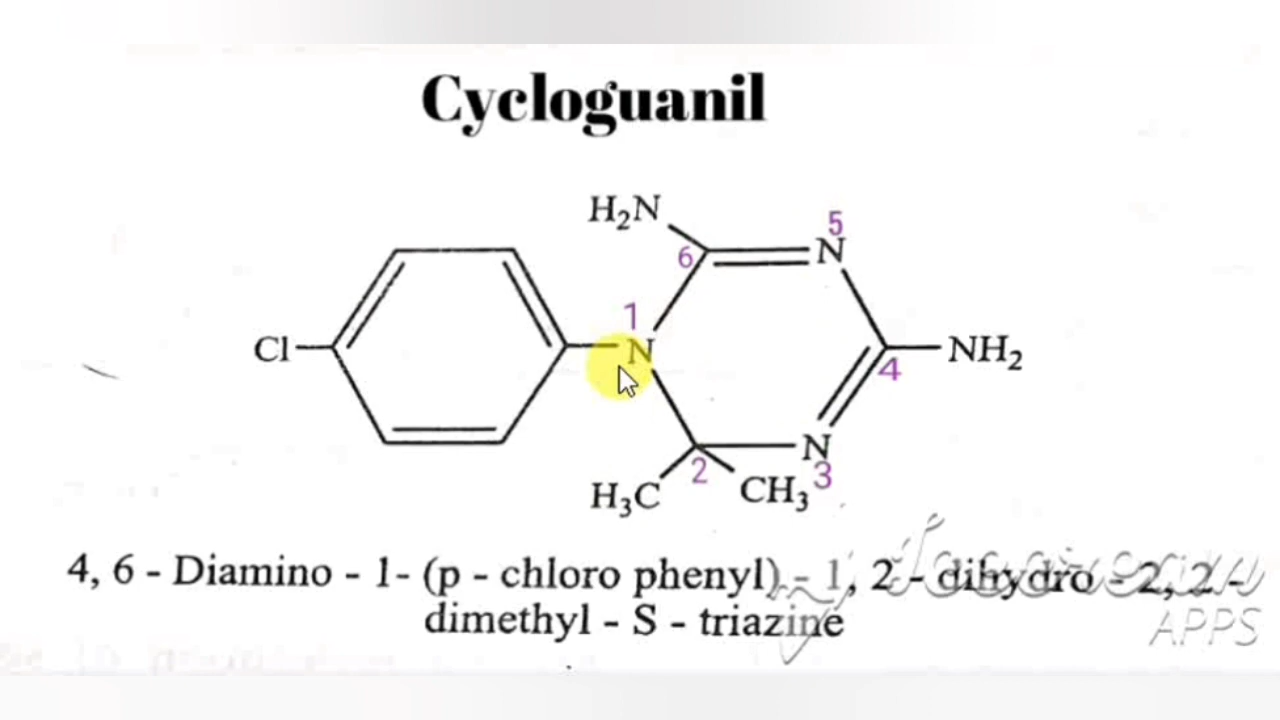 Cycloguanil
H₂N
5
6
N
1
Cl
N
NH₂
4
N
2
3
H₃C
CH₃
4, 6 - Diamino - 1- (p - chloro phenyl) - 1, 2 - dihydro - 2, 2 -
dimethyl - S - triazine
APPS